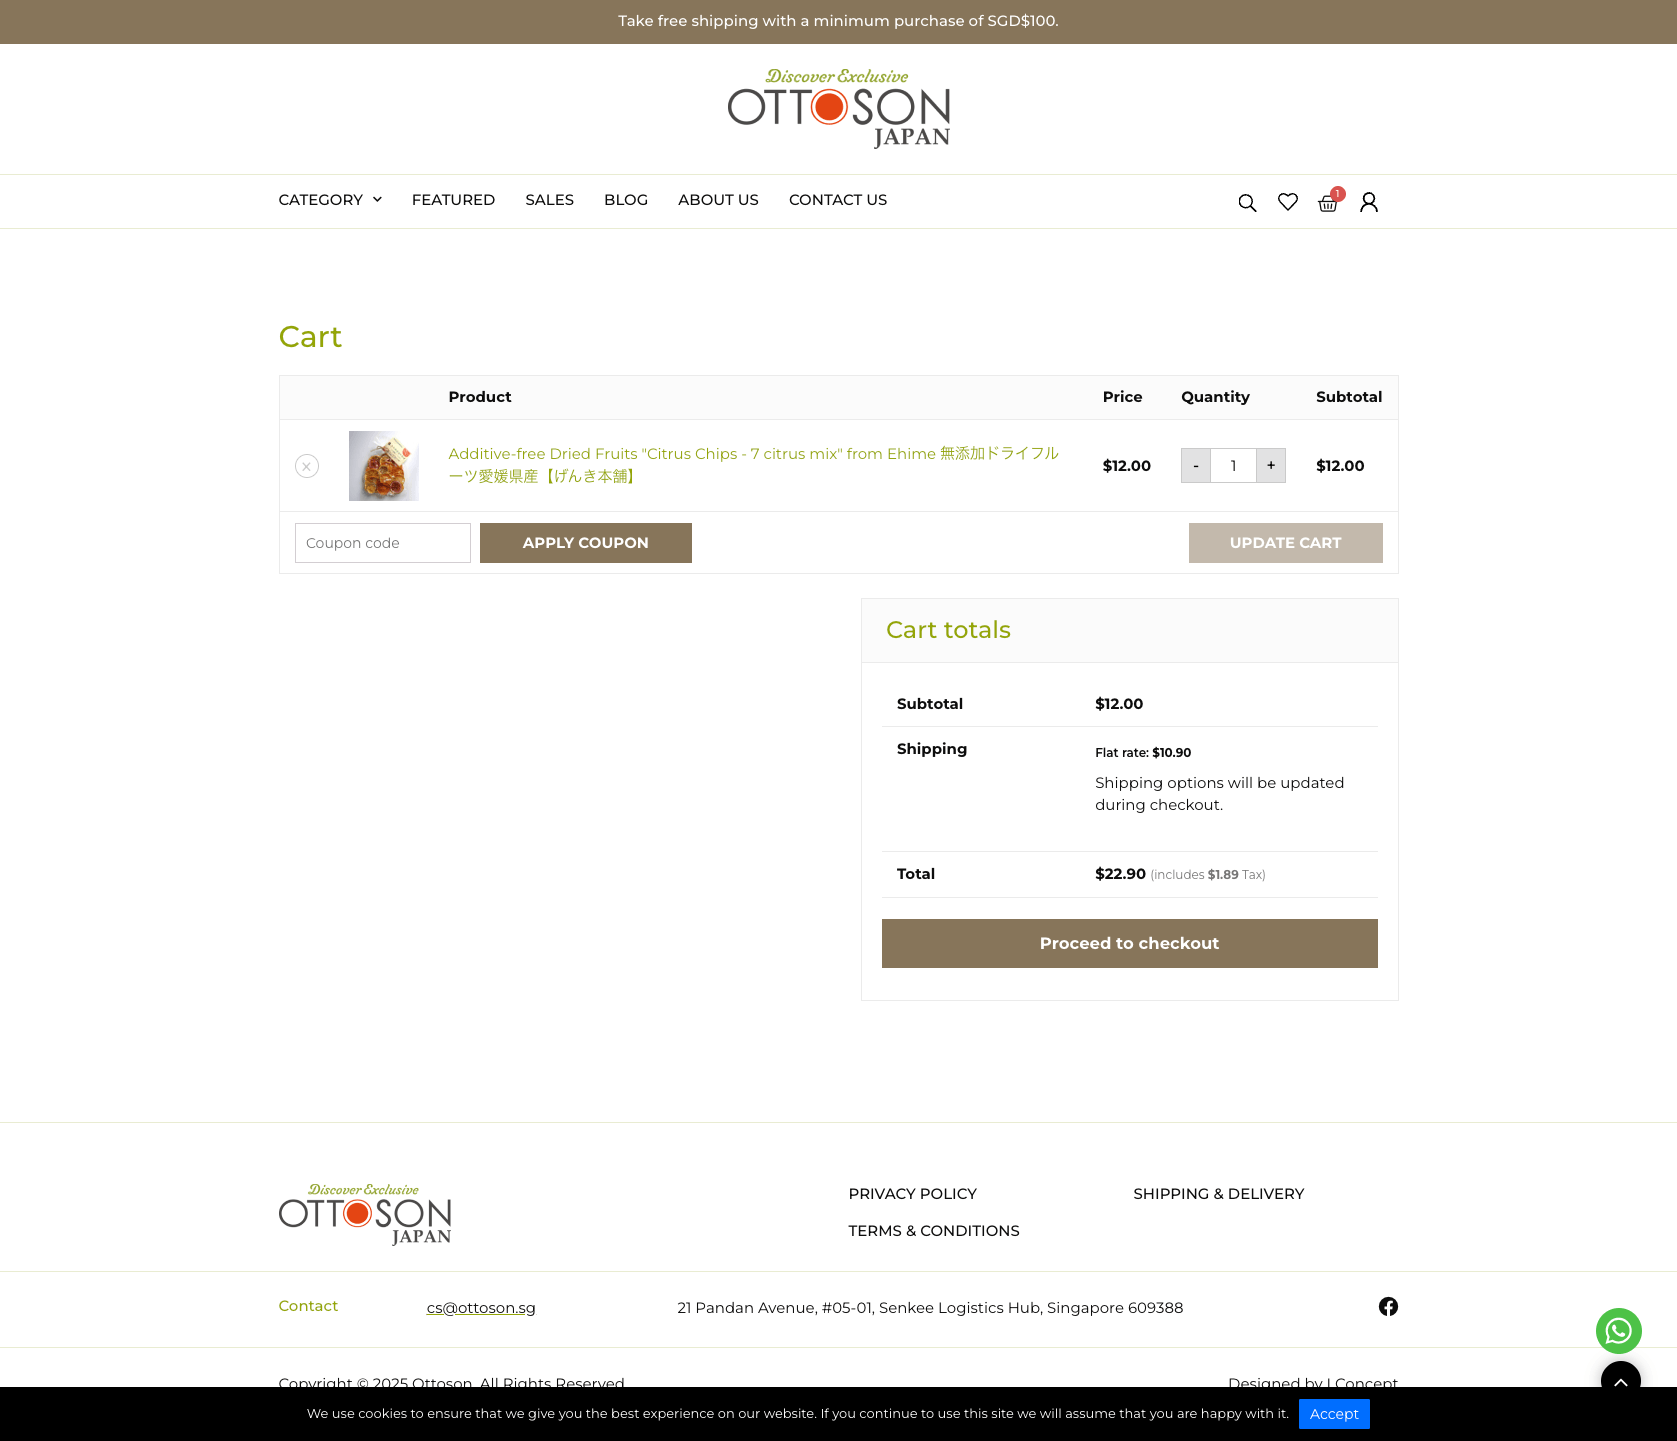 Take free shipping with a minimum purchase of SGD$100.
Discover Exclusive
OTTOSON
JAPAN
CATEGORY
FEATURED
SALES
BLOG
ABOUT US
CONTACT US
1
Cart
Product
Price
Quantity
Subtotal
Additive-free Dried Fruits "Citrus Chips - 7 citrus mix" from Ehime 無添加ドライフル
ーツ愛媛県産【げんき本舗】
$12.00
- 1 +
$12.00
Coupon code
APPLY COUPON
UPDATE CART
Cart totals
Subtotal
$12.00
Shipping
Flat rate: $10.90
Shipping options will be updated
during checkout.
Total
$22.90 (includes $1.89 Tax)
Proceed to checkout
Discover Exclusive
OTTOSON
JAPAN
PRIVACY POLICY
SHIPPING & DELIVERY
TERMS & CONDITIONS
Contact
cs@ottoson.sg
21 Pandan Avenue, #05-01, Senkee Logistics Hub, Singapore 609388
Copyright © 2025 Ottoson. All Rights Reserved
Designed by I Concept
We use cookies to ensure that we give you the best experience on our website. If you continue to use this site we will assume that you are happy with it.
Accept